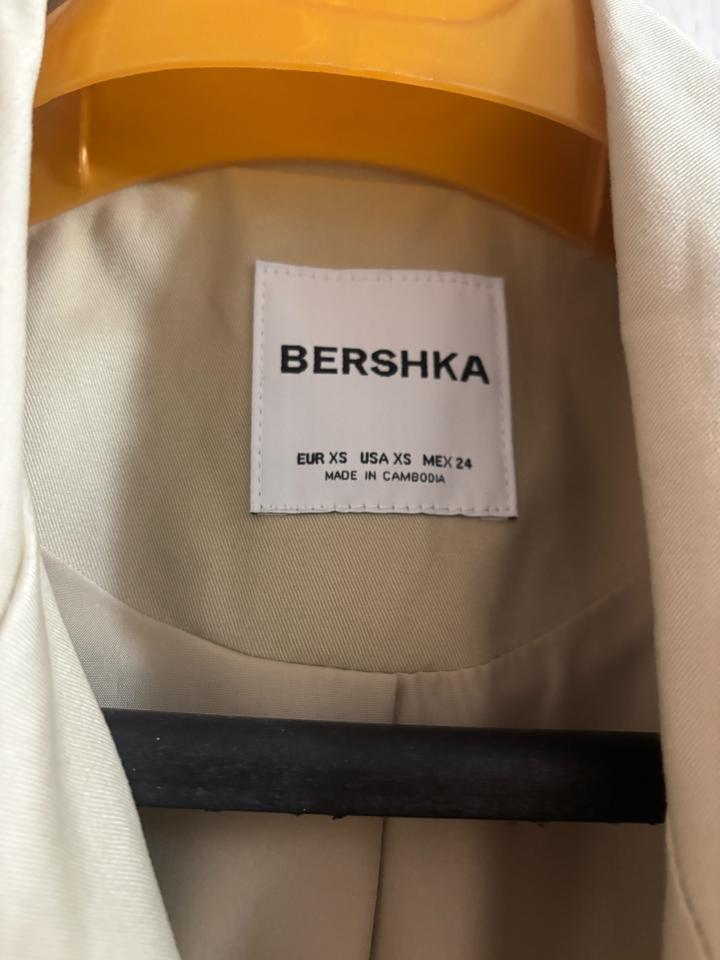 BERSHKA
EUR XS USA XS MEX 24
MADE IN CAMBODIA